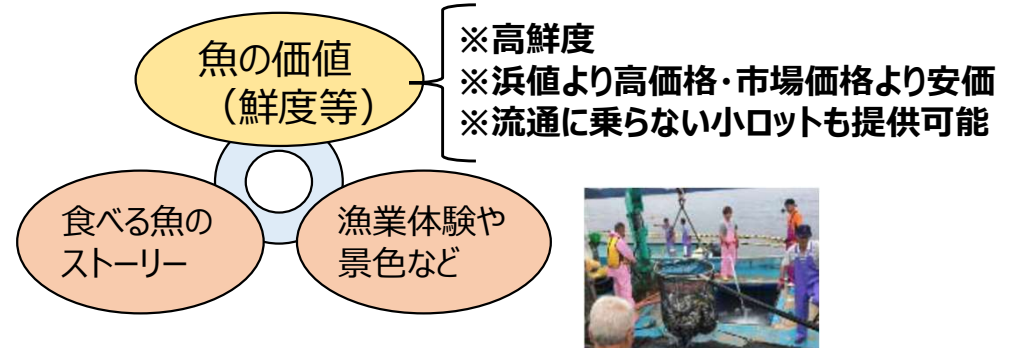 魚の価値
（鮮度等）
※高鮮度
※浜値より高価格・市場価格より安価
※流通に乗らない小ロットも提供可能
食べる魚の
ストーリー
漁業体験や
景色など